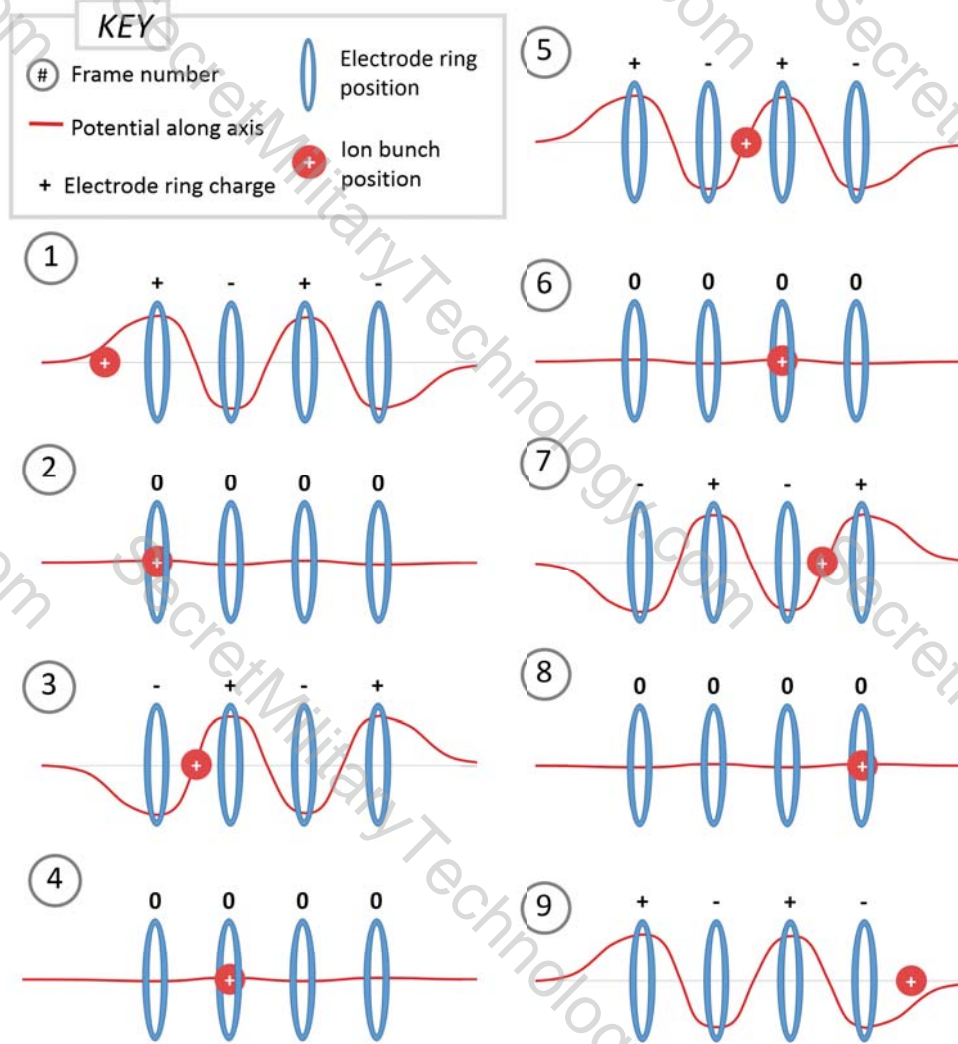 KEY
# Frame number
Electrode ring
position
Potential along axis
+ Electrode ring charge
+ Ion bunch
position
1
+ - + -
+
2
0 0 0 0
+
3
- + - +
+
4
0 0 0 0
+
5
+ - + -
+
6
0 0 0 0
+
7
- + - +
+
8
0 0 0 0
+
9
+ - + -
+
SecretMilitaryTechnology.com
SecretMilitaryTechnology.com